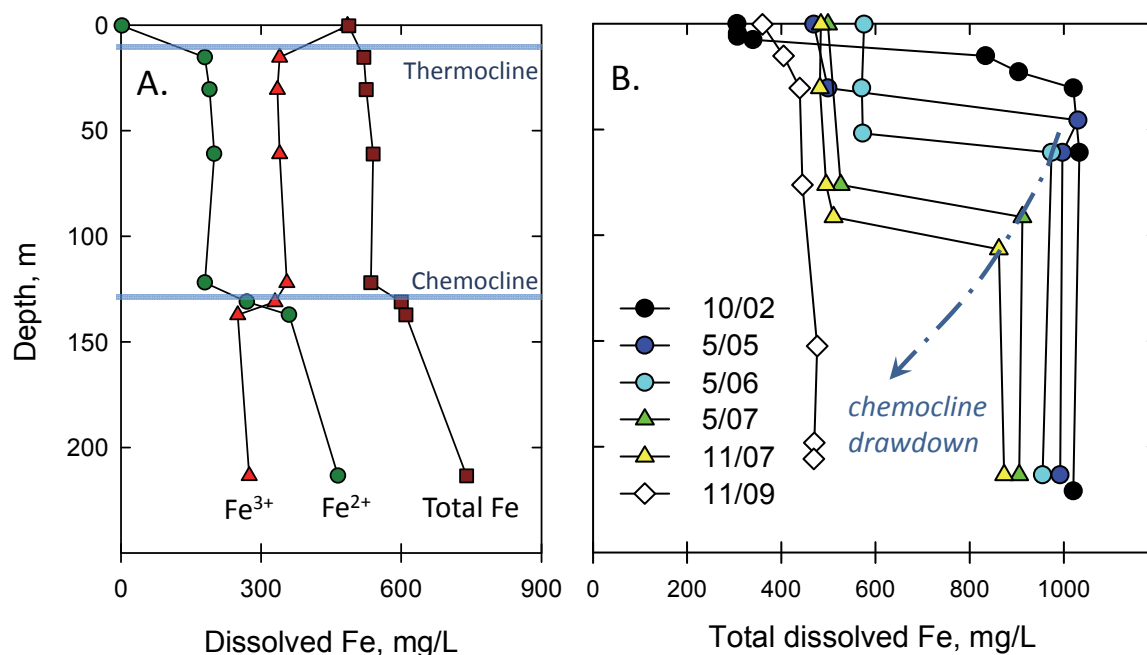 A.
Thermocline
Chemocline
Fe3+
Fe2+
Total Fe
0
50
100
150
200
Depth, m
0
300
600
900
Dissolved Fe, mg/L
B.
10/02
5/05
5/06
5/07
11/07
11/09
chemocline
drawdown
0
200
400
600
800
1000
Total dissolved Fe, mg/L